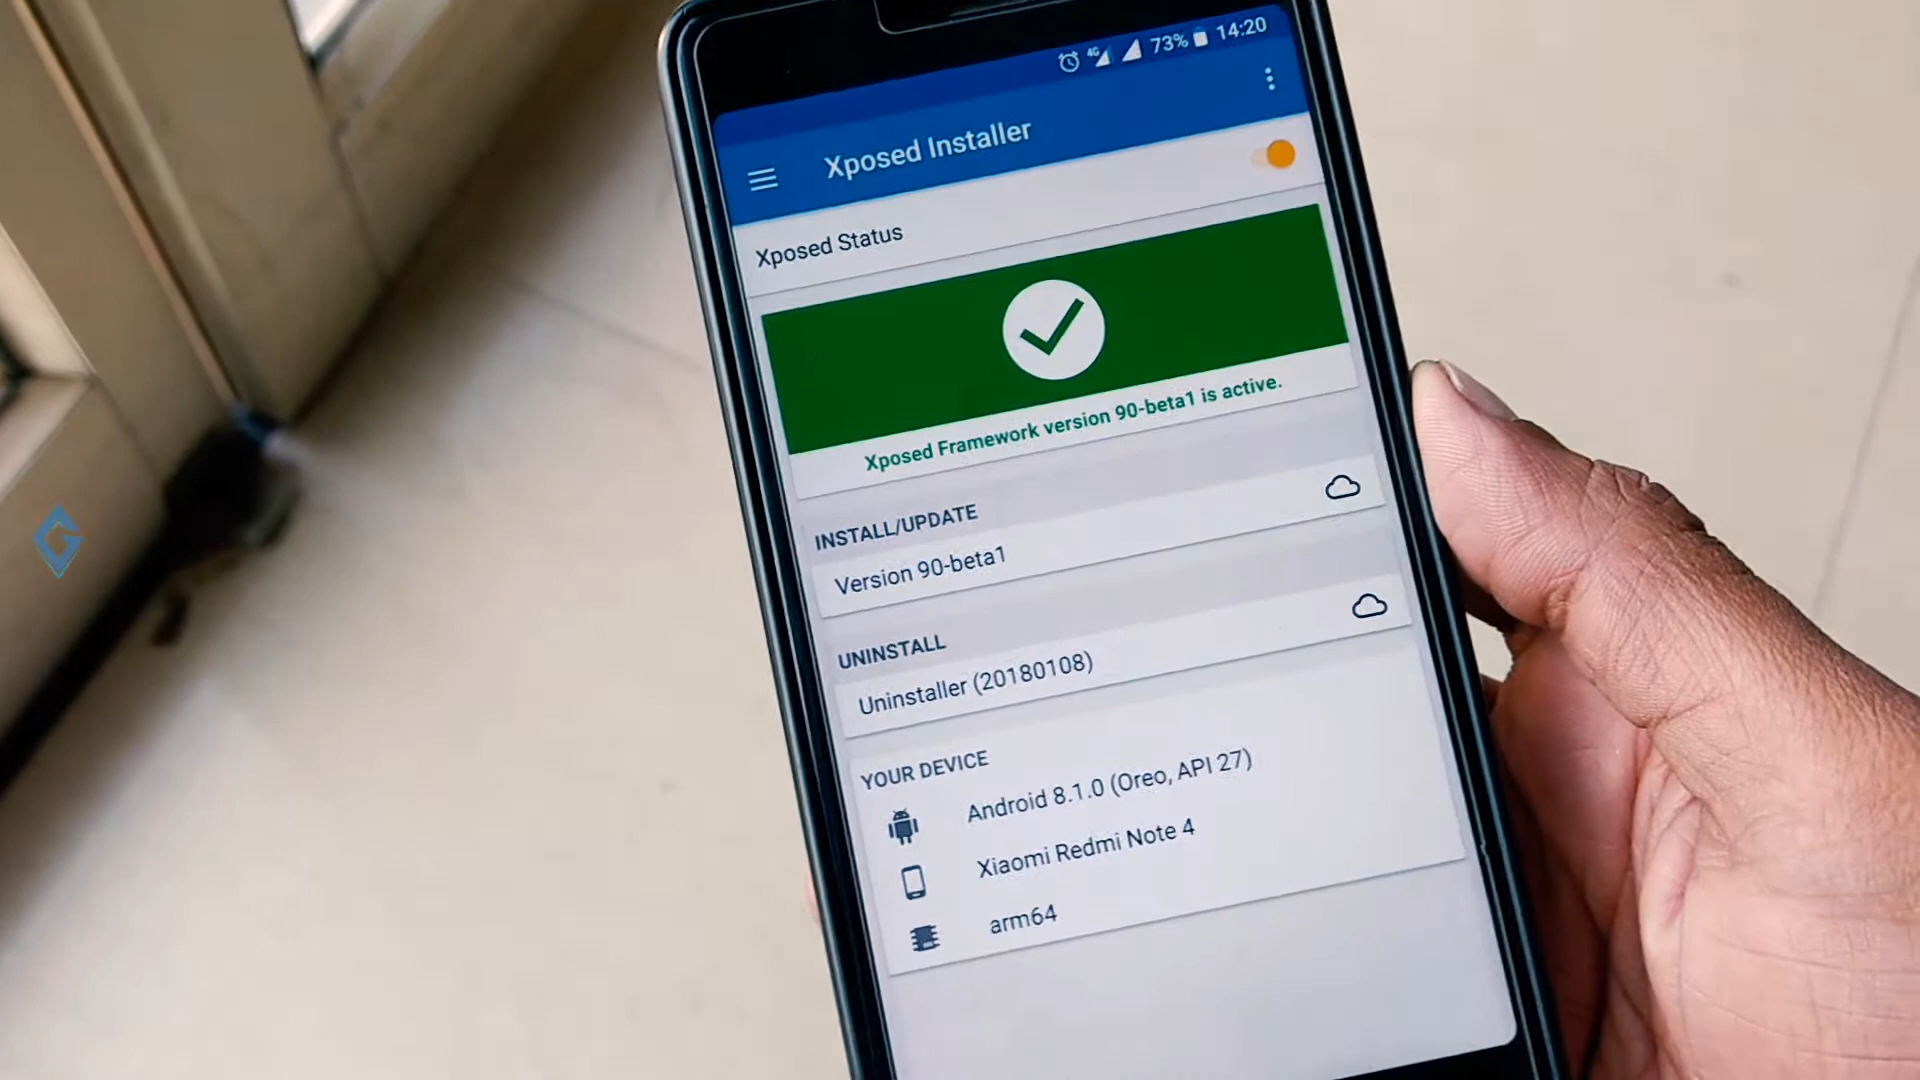 4G 73% 14:20
Xposed Installer
Xposed Status
Xposed Framework version 90-beta1 is active.
INSTALL/UPDATE
Version 90-beta1
UNINSTALL
Uninstaller (20180108)
YOUR DEVICE
Android 8.1.0 (Oreo, API 27)
Xiaomi Redmi Note 4
arm64